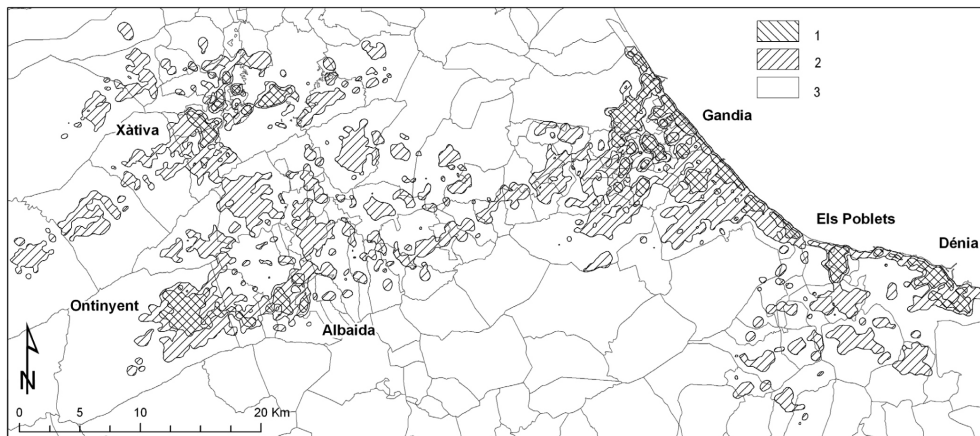 1
2
3
Gandia
Xàtiva
Els Poblets
Dénia
Ontinyent
Albaida
N
0 5 10 20 Km